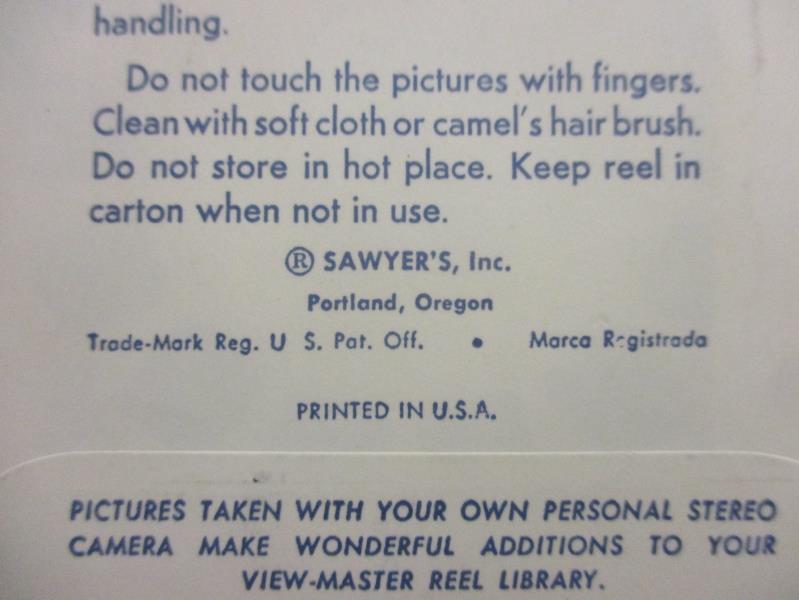 handling.
Do not touch the pictures with fingers.
Clean with soft cloth or camel's hair brush.
Do not store in hot place. Keep reel in
carton when not in use.
® SAWYER'S, Inc.
Portland, Oregon
Trade-Mark Reg. U S. Pat. Off. • Marca Registrada
PRINTED IN U.S.A.
PICTURES TAKEN WITH YOUR OWN PERSONAL STEREO
CAMERA MAKE WONDERFUL ADDITIONS TO YOUR
VIEW-MASTER REEL LIBRARY.